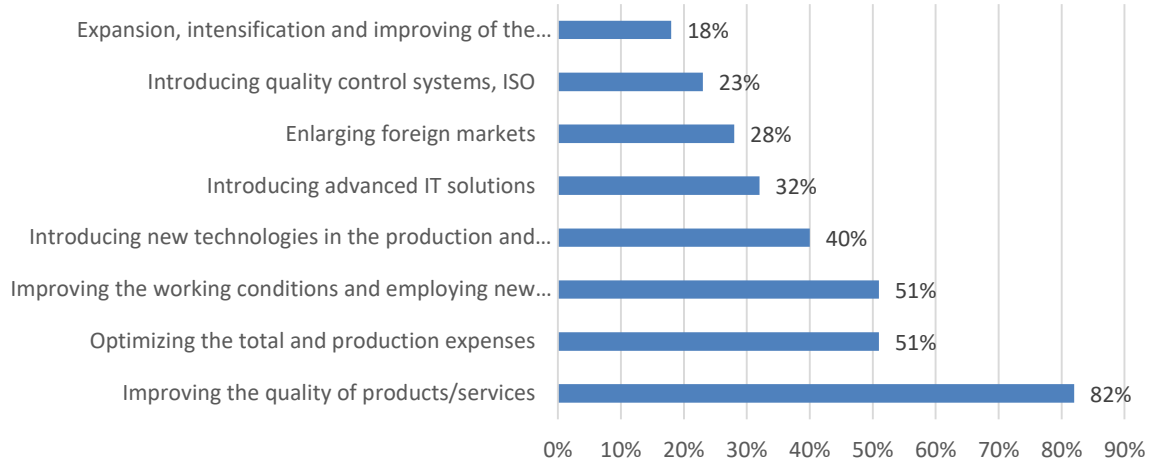 Expansion, intensification and improving of the...
18%
Introducing quality control systems, ISO
23%
Enlarging foreign markets
28%
Introducing advanced IT solutions
32%
Introducing new technologies in the production and...
40%
Improving the working conditions and employing new...
51%
Optimizing the total and production expenses
51%
Improving the quality of products/services
82%
0% 10% 20% 30% 40% 50% 60% 70% 80% 90%